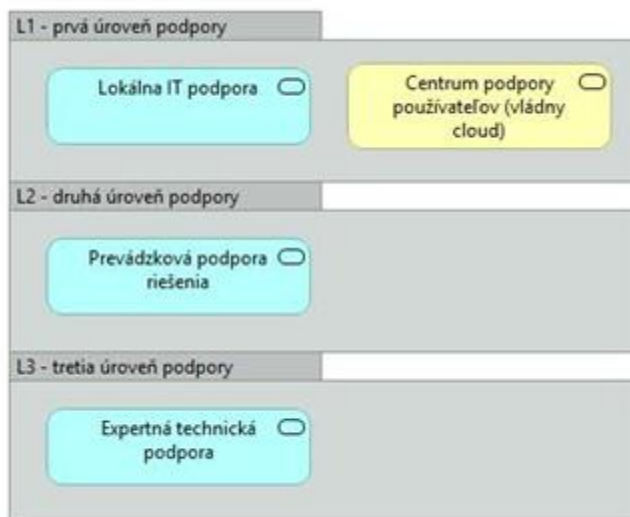 L1 - prvá úroveň podpory
Lokálna IT podpora
Centrum podpory
používateľov (vládny
cloud)
L2 - druhá úroveň podpory
Prevádzková podpora
riešenia
L3 - tretia úroveň podpory
Expertná technická
podpora